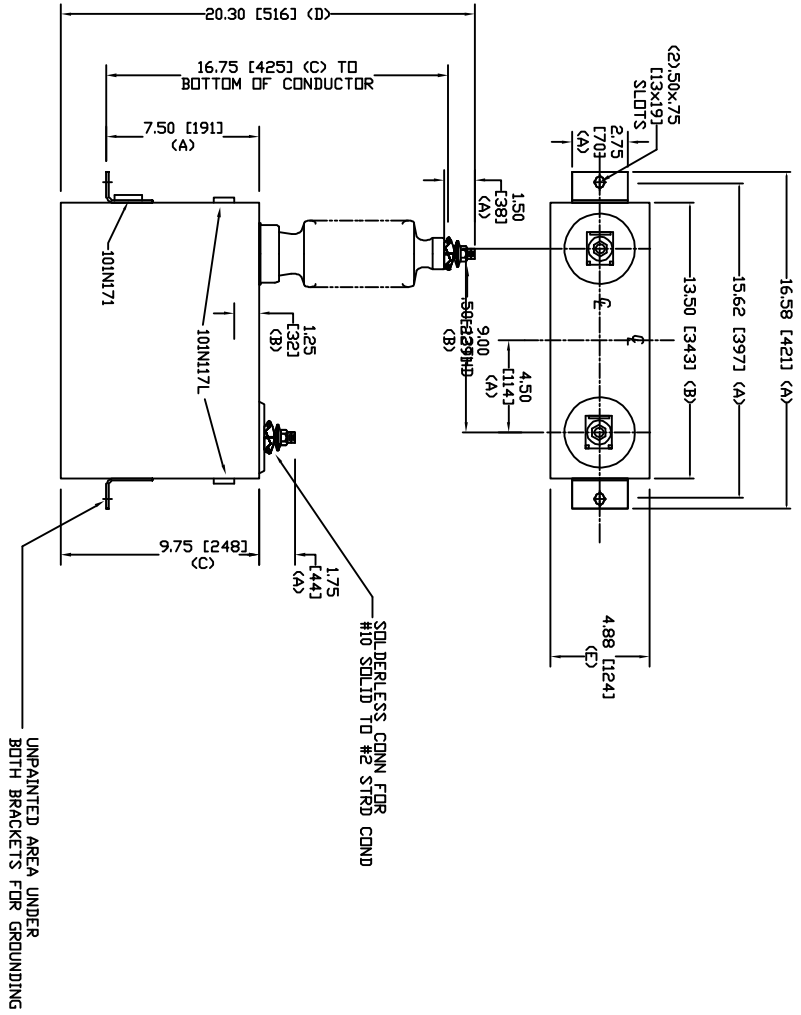 20.30 [516] (D)
16.75 [425] (C) TO
BOTTOM OF CONDUCTOR
7.50 [191]
(A)
(2).50x.75
[13x19]
SLOTS
2.75
[70]
(A)
1.50
[38]
(A)
101N171
101N117L
1.25
[32]
(B)
9.00
(B)
4.50
[114]
(A)
13.50 [343] (B)
15.62 [397] (A)
16.58 [421] (A)
9.75 [248]
(C)
1.75
[44]
(A)
4.88 [124]
(E)
SOLDERLESS CONN FOR
#10 SOLID TO #2 STRD COND
UNPAINTED AREA UNDER
BOTH BRACKETS FOR GROUNDING